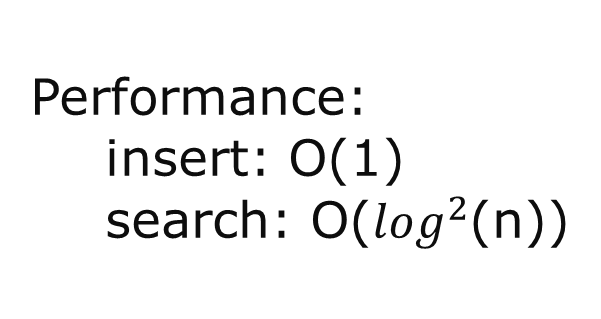 Performance:
insert: O(1)
search: O(log²(n))